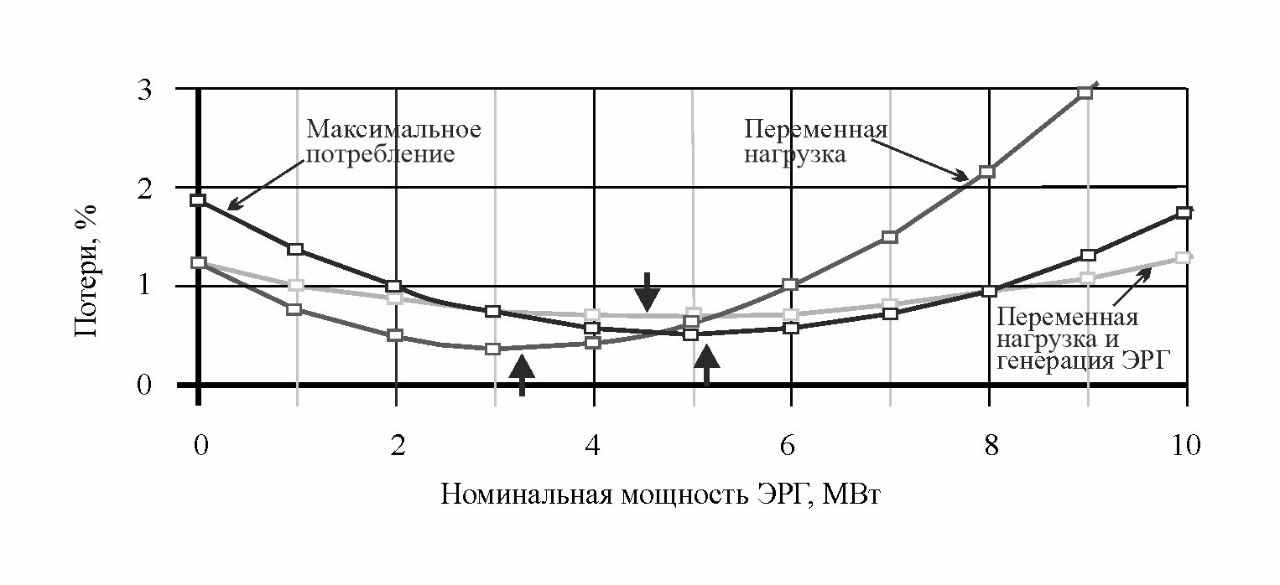 3
Максимальное
потребление
Переменная
нагрузка
2
Потери, %
1
Переменная
нагрузка и
генерация ЭРГ
0
0 2 4 6 8 10
Номинальная мощность ЭРГ, МВт